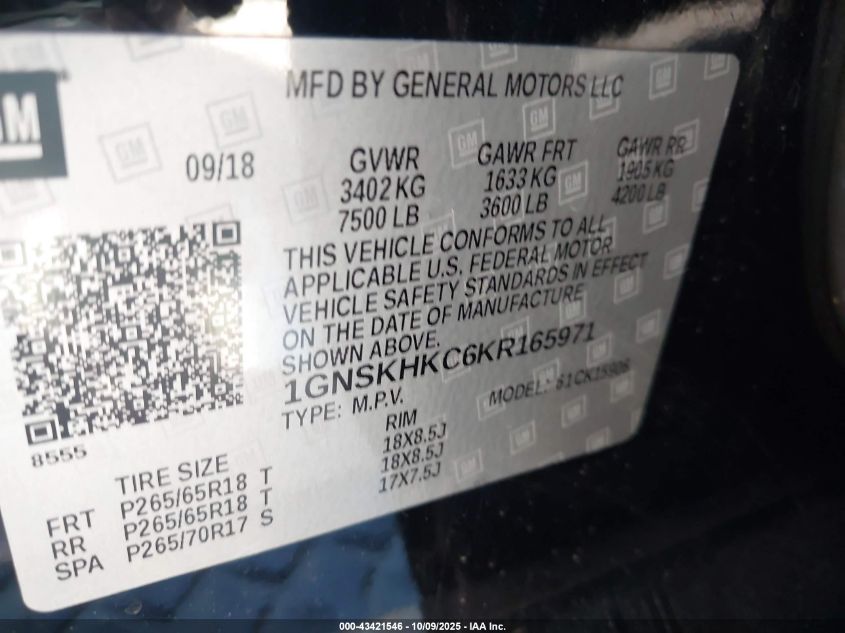 GM
MFD BY GENERAL MOTORS LLC
09/18
GVWR GAWR FRT GAWR RR
3402 KG 1633 KG 1905 KG
7500 LB 3600 LB 4200 LB
THIS VEHICLE CONFORMS TO ALL
APPLICABLE U.S. FEDERAL MOTOR
VEHICLE SAFETY STANDARDS IN EFFECT
ON THE DATE OF MANUFACTURE
SHOWN ABOVE.
1GNSKHKC6KR165971
TYPE: M.P.V. MODEL: 61CK15906
8555
TIRE SIZE RIM
FRT P265/65R18 T 18X8.5J
RR P265/65R18 T 18X8.5J
SPA P265/70R17 S 17X7.5J
000-43421546 - 10/09/2025 - IAA Inc.